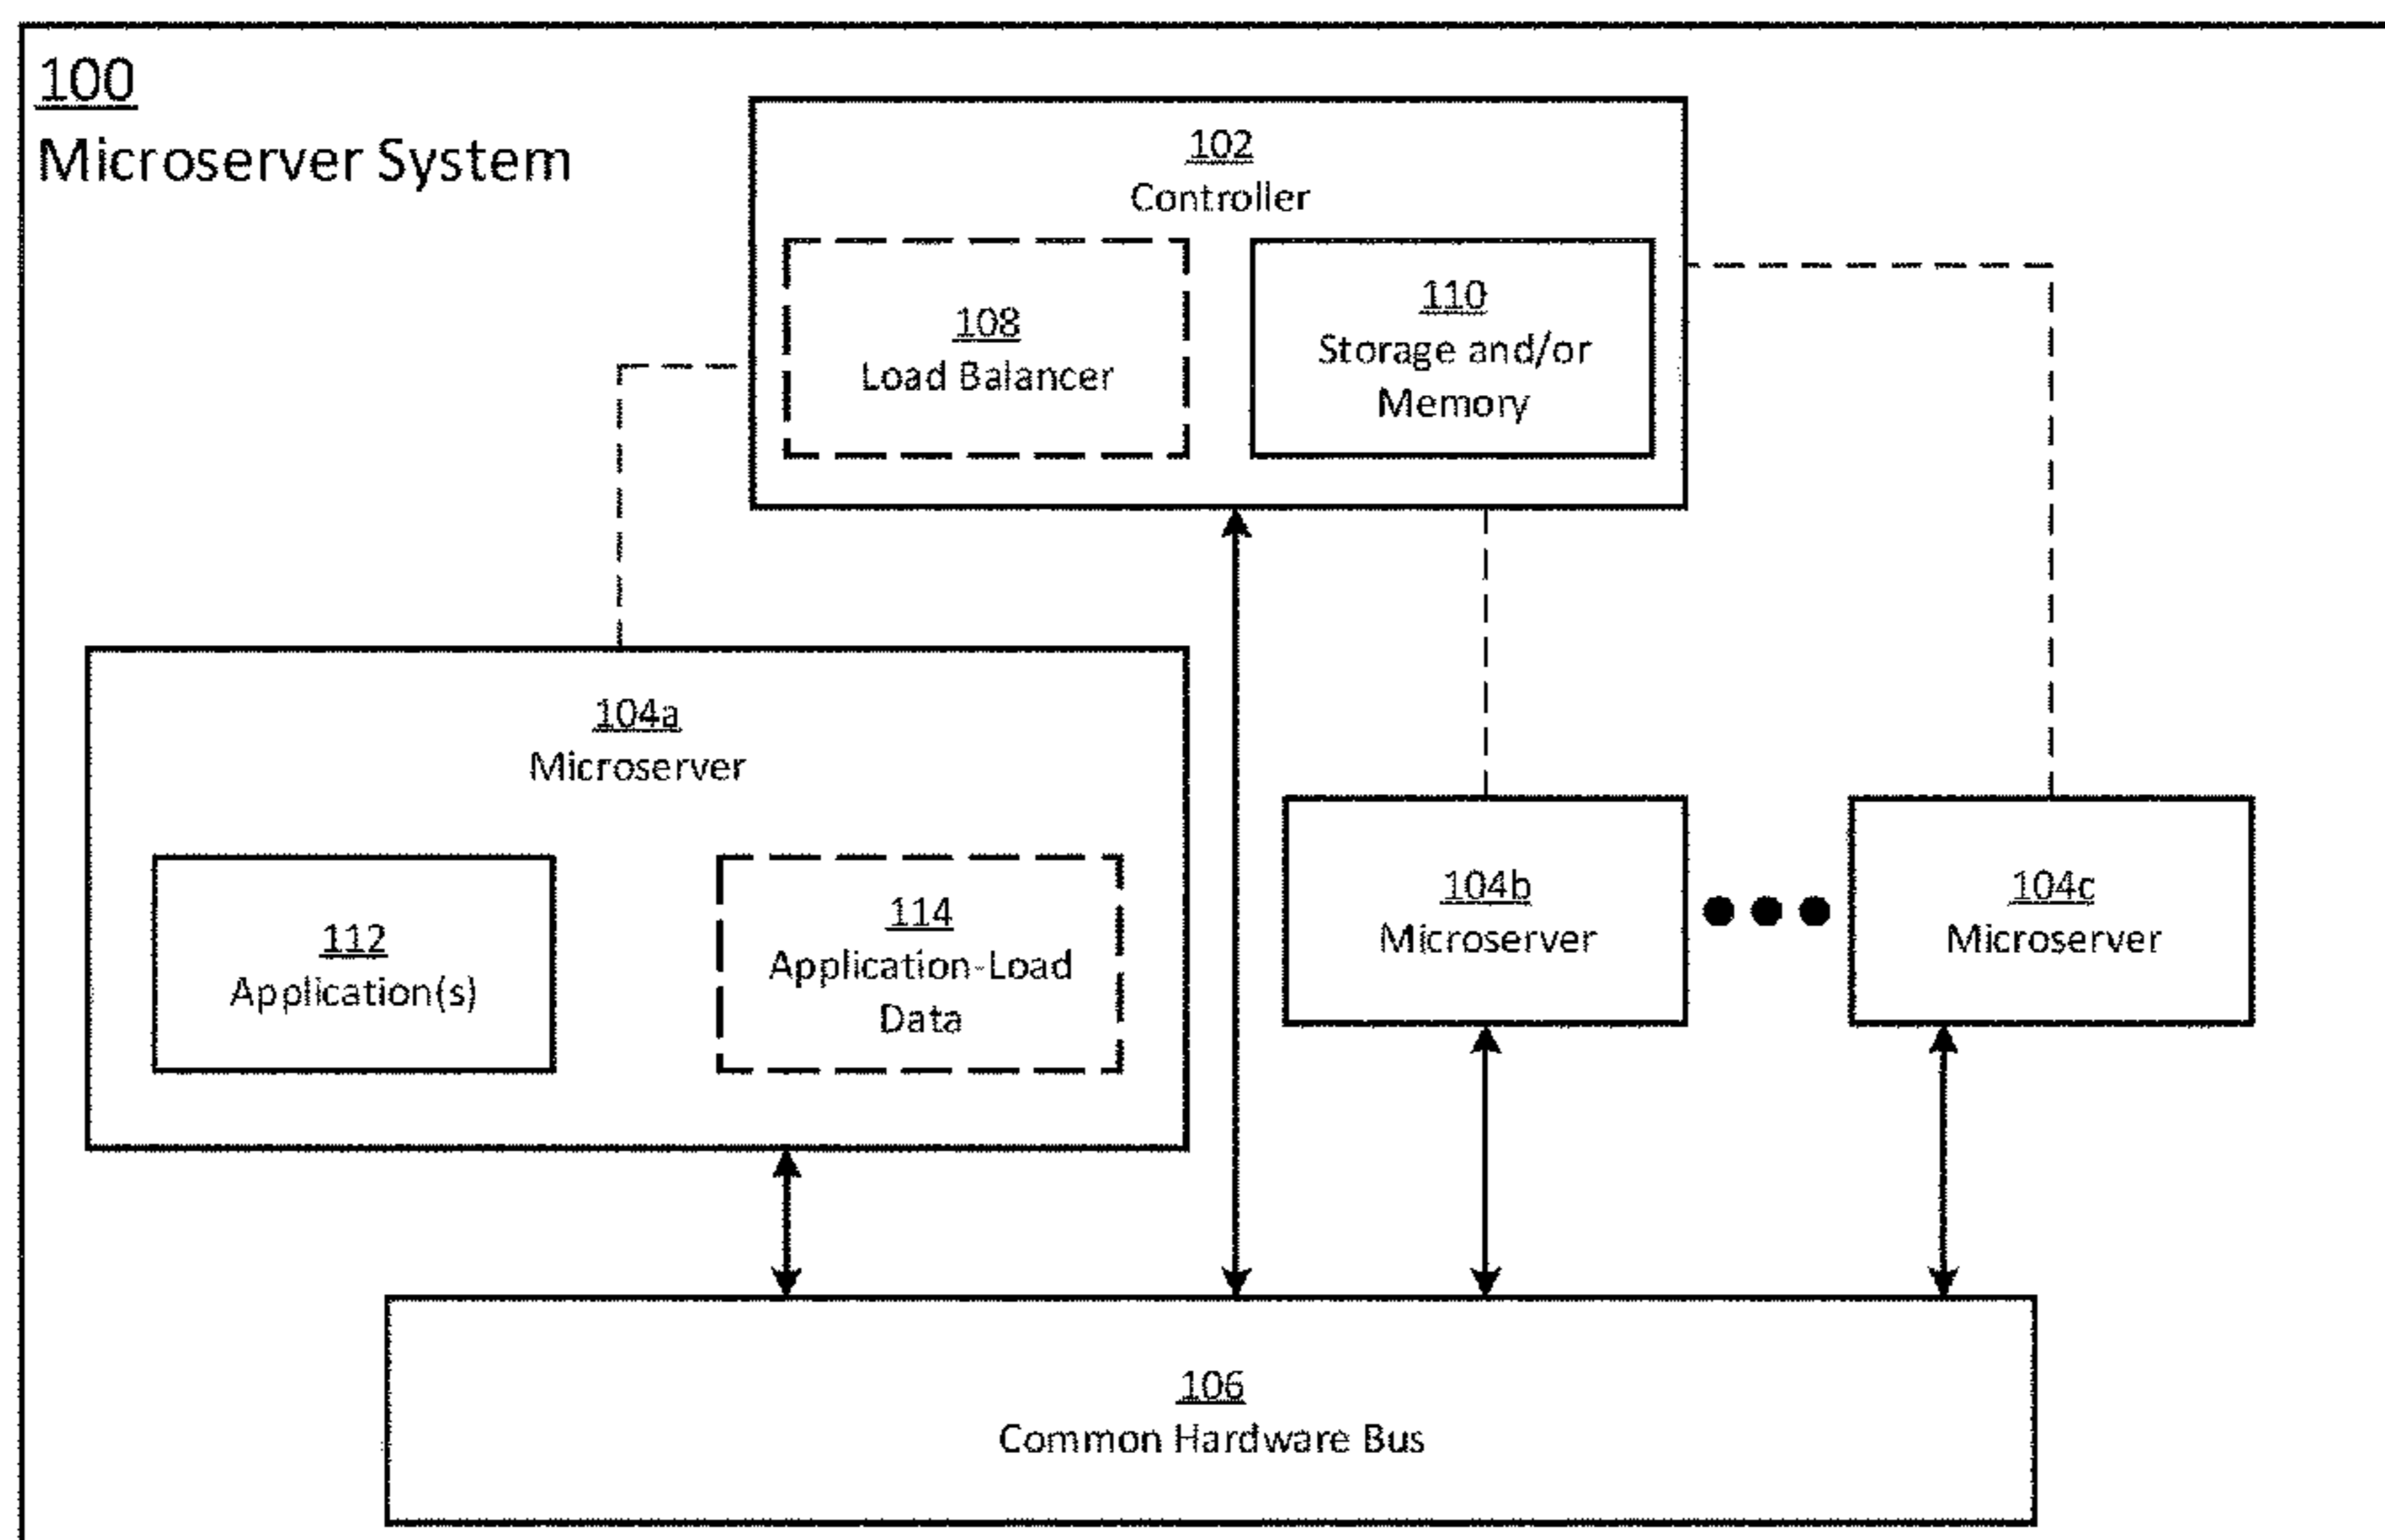 100
Microserver System
102
Controller
108
Load Balancer
110
Storage and/or
Memory
104a
Microserver
112
Application(s)
114
Application-Load
Data
104b
Microserver
104c
Microserver
106
Common Hardware Bus